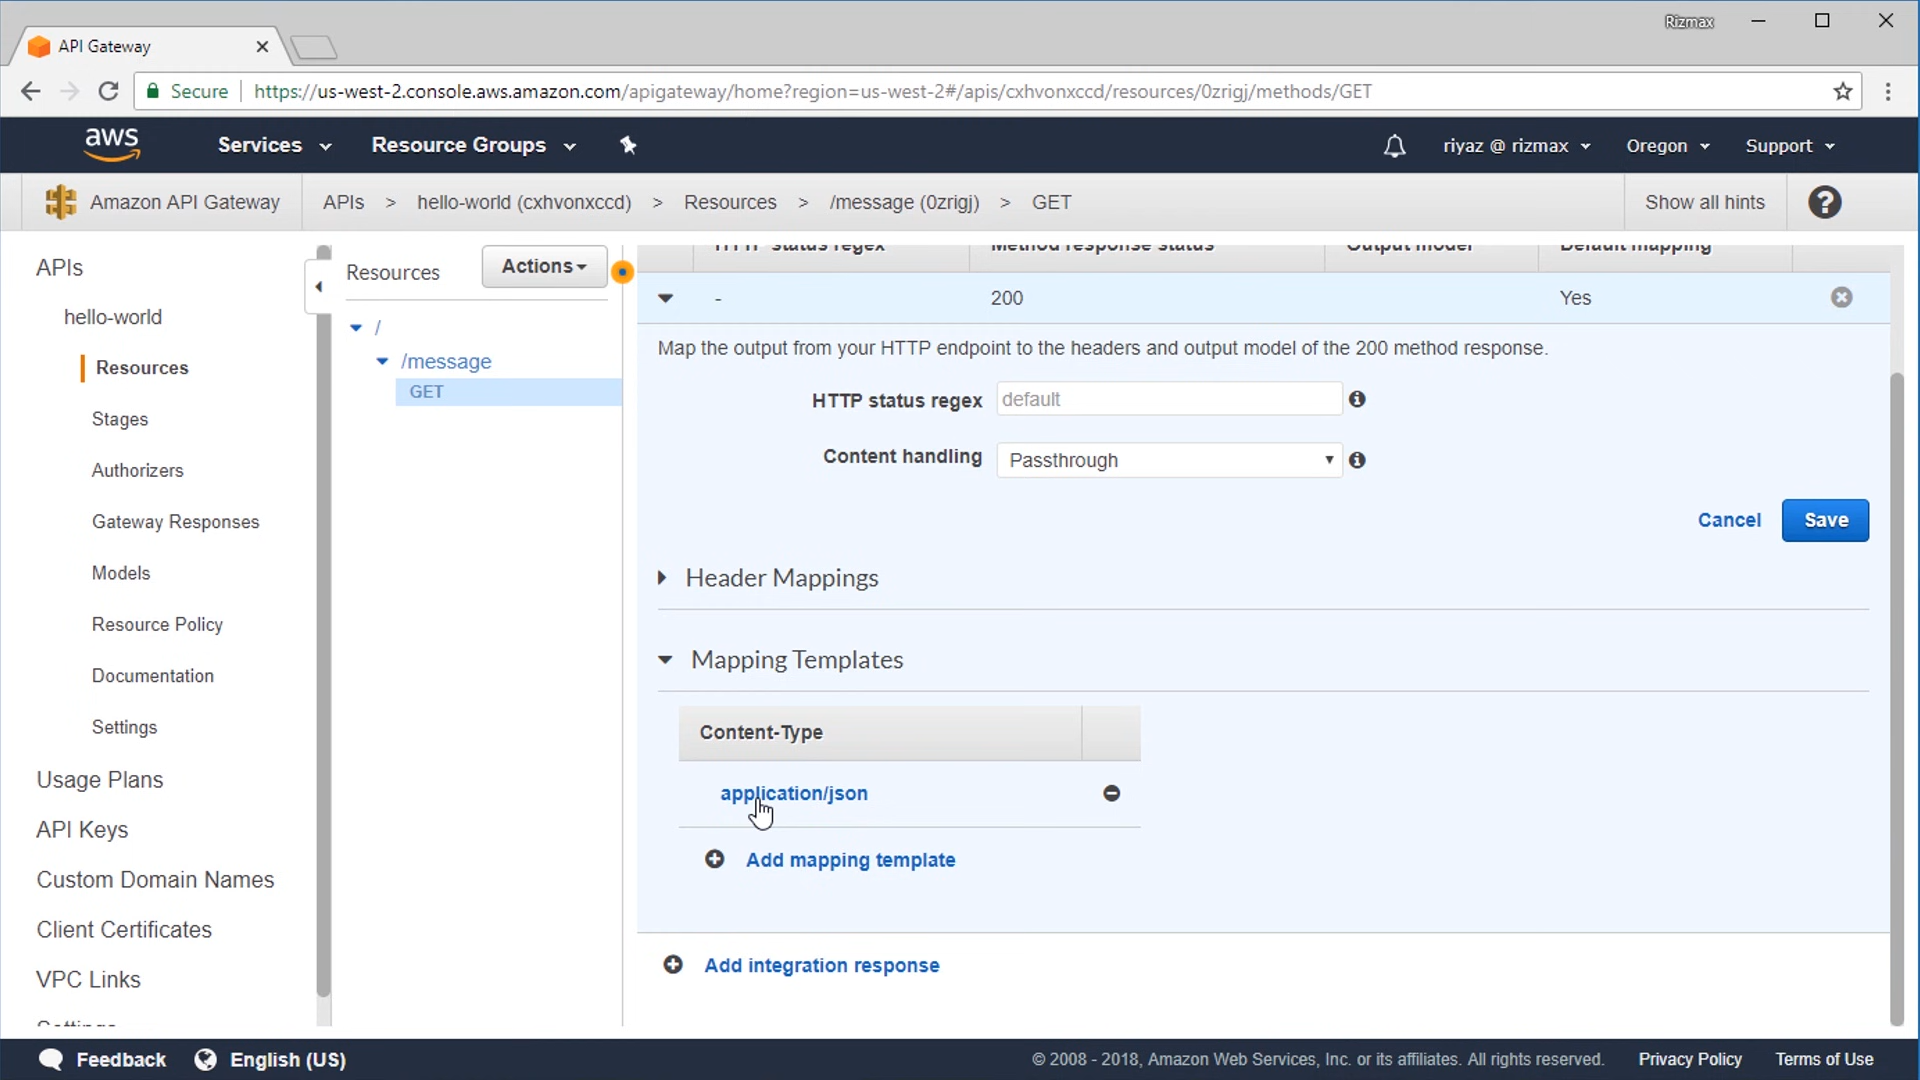 Rizmax
API Gateway
Secure
https://us-west-2.console.aws.amazon.com/apigateway/home?region=us-west-2#/apis/cxhvonxccd/resources/0zrigj/methods/GET
aws
Services
Resource Groups
riyaz @ rizmax
Oregon
Support
Amazon API Gateway
APIs > hello-world (cxhvonxccd) > Resources > /message (0zrigj) > GET
Show all hints
?
APIs
hello-world
Resources
Stages
Authorizers
Gateway Responses
Models
Resource Policy
Documentation
Settings
Usage Plans
API Keys
Custom Domain Names
Client Certificates
VPC Links
Settings
Resources
Actions
/
/message
GET
HTTP status regex
Method response status
Output model
Default mapping
-
200
Yes
Map the output from your HTTP endpoint to the headers and output model of the 200 method response.
HTTP status regex
default
Content handling
Passthrough
Cancel
Save
Header Mappings
Mapping Templates
Content-Type
application/json
Add mapping template
Add integration response
Feedback
English (US)
© 2008 - 2018, Amazon Web Services, Inc. or its affiliates. All rights reserved.
Privacy Policy
Terms of Use